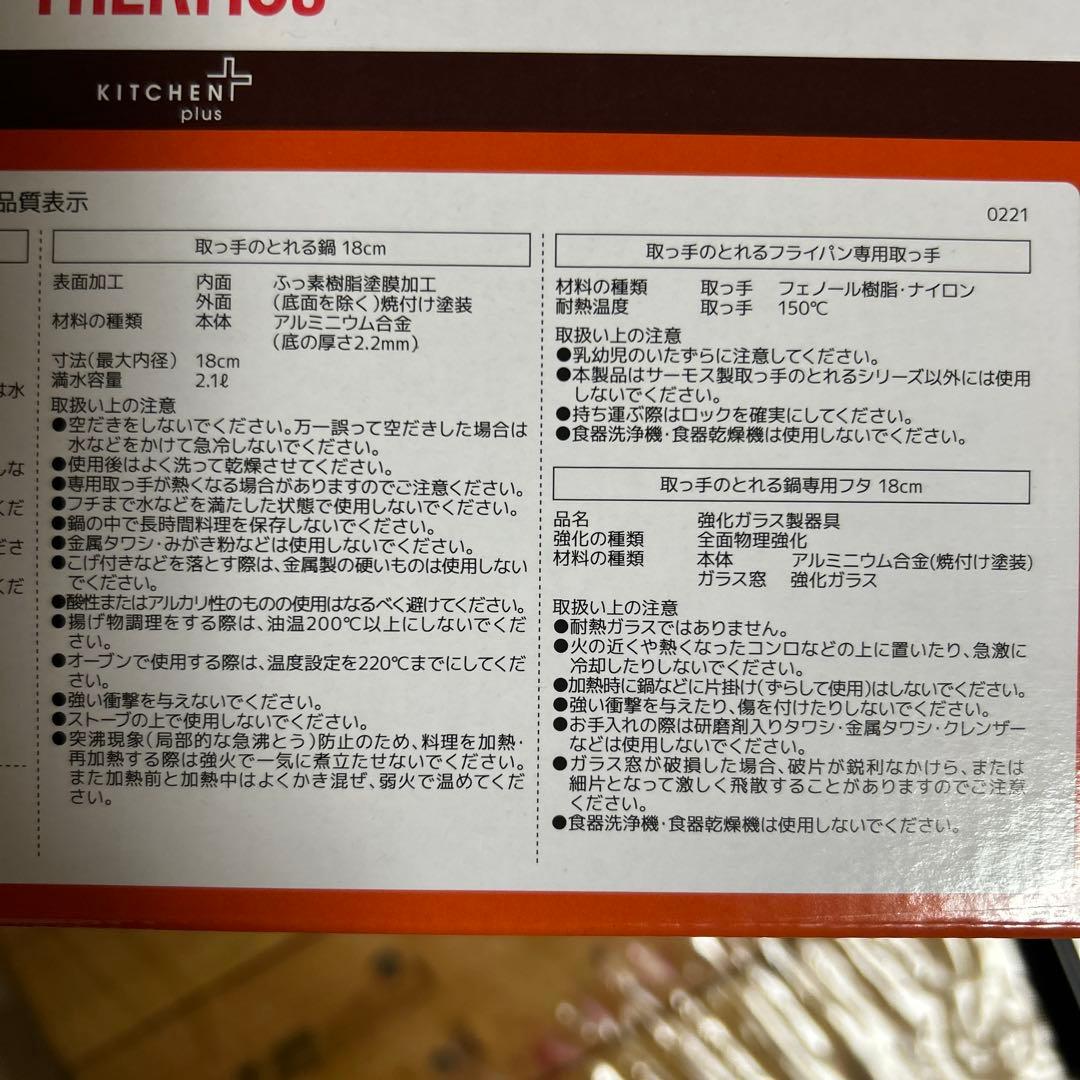 THERMOS
KITCHEN
plus
品質表示
0221
は水
んな
くだ
ださ
くだ
取っ手のとれる鍋 18cm
表面加工 内面 ふっ素樹脂塗膜加工
外面 (底面を除く)焼付け塗装
材料の種類 本体 アルミニウム合金
(底の厚さ2.2mm)
寸法(最大内径) 18cm
満水容量 2.1ℓ
取扱い上の注意
●空だきをしないでください。万一誤って空だきした場合は
水などをかけて急冷しないでください。
●使用後はよく洗って乾燥させてください。
●専用取っ手が熱くなる場合がありますのでご注意ください。
●フチまで水などを満たした状態で使用しないでください。
●鍋の中で長時間料理を保存しないでください。
●金属タワシ・みがき粉などは使用しないでください。
●こげ付きなどを落とす際は、金属製の硬いものは使用しない
でください。
●酸性またはアルカリ性のものの使用はなるべく避けてください。
●揚げ物調理をする際は、油温200℃以上にしないでくだ
さい。
●オーブンで使用する際は、温度設定を220℃までにしてくだ
さい。
●強い衝撃を与えないでください。
●ストーブの上で使用しないでください。
●突沸現象(局部的な急沸とう)防止のため、料理を加熱・
再加熱する際は強火で一気に煮立たせないでください。
また加熱前と加熱中はよくかき混ぜ、弱火で温めてくだ
さい。
取っ手のとれるフライパン専用取っ手
材料の種類 取っ手 フェノール樹脂・ナイロン
耐熱温度 取っ手 150℃
取扱い上の注意
●乳幼児のいたずらに注意してください。
●本製品はサーモス製取っ手のとれるシリーズ以外には使用
しないでください。
●持ち運ぶ際はロックを確実にしてください。
●食器洗浄機・食器乾燥機は使用しないでください。
取っ手のとれる鍋専用フタ 18cm
品名 強化ガラス製器具
強化の種類 全面物理強化
材料の種類 本体 アルミニウム合金(焼付け塗装)
ガラス窓 強化ガラス
取扱い上の注意
●耐熱ガラスではありません。
●火の近くや熱くなったコンロなどの上に置いたり、急激に
冷却したりしないでください。
●加熱時に鍋などに片掛け(ずらして使用)はしないでください。
●強い衝撃を与えたり、傷を付けたりしないでください。
●お手入れの際は研磨剤入りタワシ・金属タワシ・クレンザー
などは使用しないでください。
●ガラス窓が破損した場合、破片が鋭利なかけら、または
細片となって激しく飛散することがありますのでご注意
ください。
●食器洗浄機・食器乾燥機は使用しないでください。